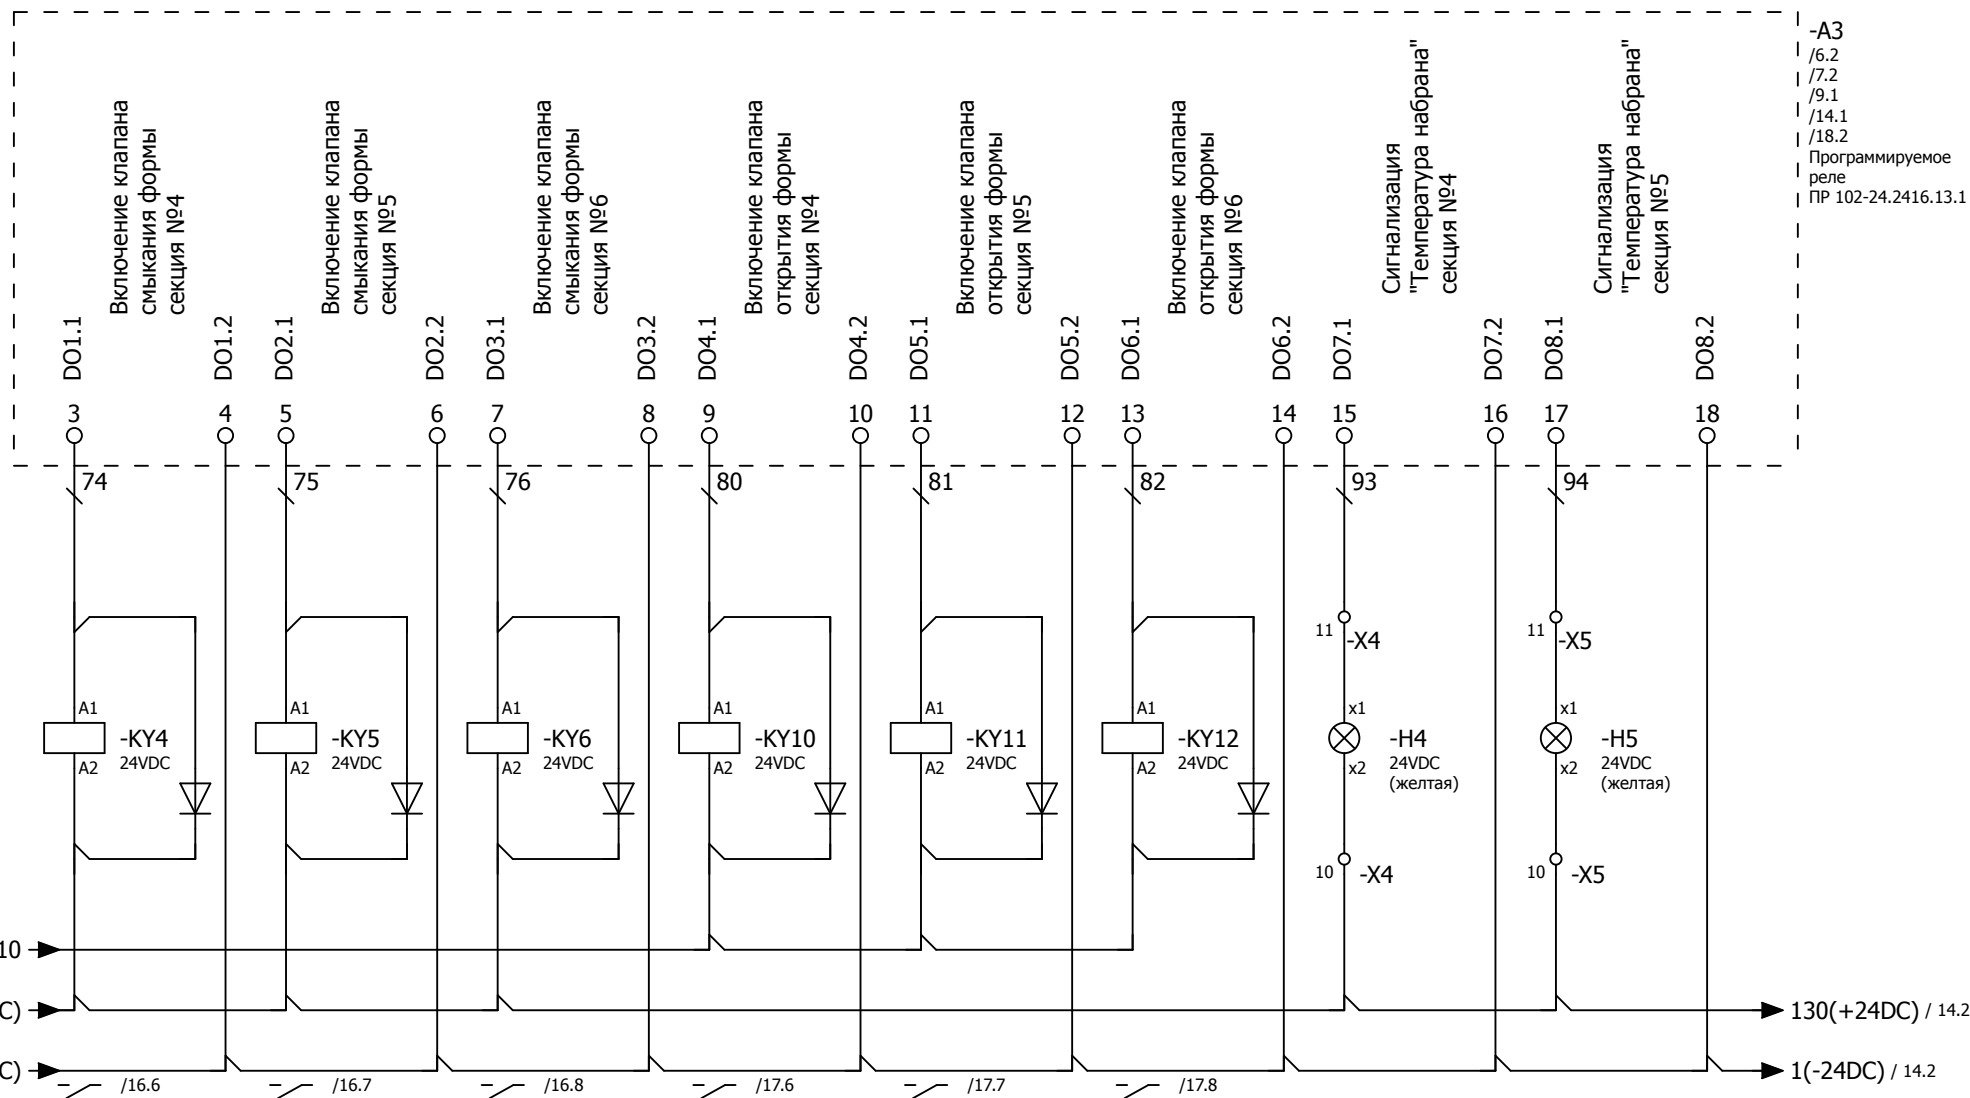 -A3
/6.2
/7.2
/9.1
/14.1
/18.2
Программируемое
реле
ПР 102-24.2416.13.1
Включение клапана
смыкания формы
секция №4
Включение клапана
смыкания формы
секция №5
Включение клапана
смыкания формы
секция №6
Включение клапана
открытия формы
секция №4
Включение клапана
открытия формы
секция №5
Включение клапана
открытия формы
секция №6
Сигнализация
"Температура набрана"
секция №4
Сигнализация
"Температура набрана"
секция №5
DO1.1 DO1.2 DO2.1 DO2.2 DO3.1 DO3.2 DO4.1 DO4.2 DO5.1 DO5.2 DO6.1 DO6.2 DO7.1 DO7.2 DO8.1 DO8.2
3 4 5 6 7 8 9 10 11 12 13 14 15 16 17 18
74 75 76 80 81 82 93 94
11 -X4 11 -X5
A1 A1 A1 A1 A1 A1 x1 x1
-KY4 -KY5 -KY6 -KY10 -KY11 -KY12 -H4 -H5
24VDC 24VDC 24VDC 24VDC 24VDC 24VDC 24VDC 24VDC
A2 A2 A2 A2 A2 A2 x2 x2
(желтая) (желтая)
10 -X4 10 -X5
10
C) 130(+24DC) / 14.2
C) 1(-24DC) / 14.2
/16.6 /16.7 /16.8 /17.6 /17.7 /17.8